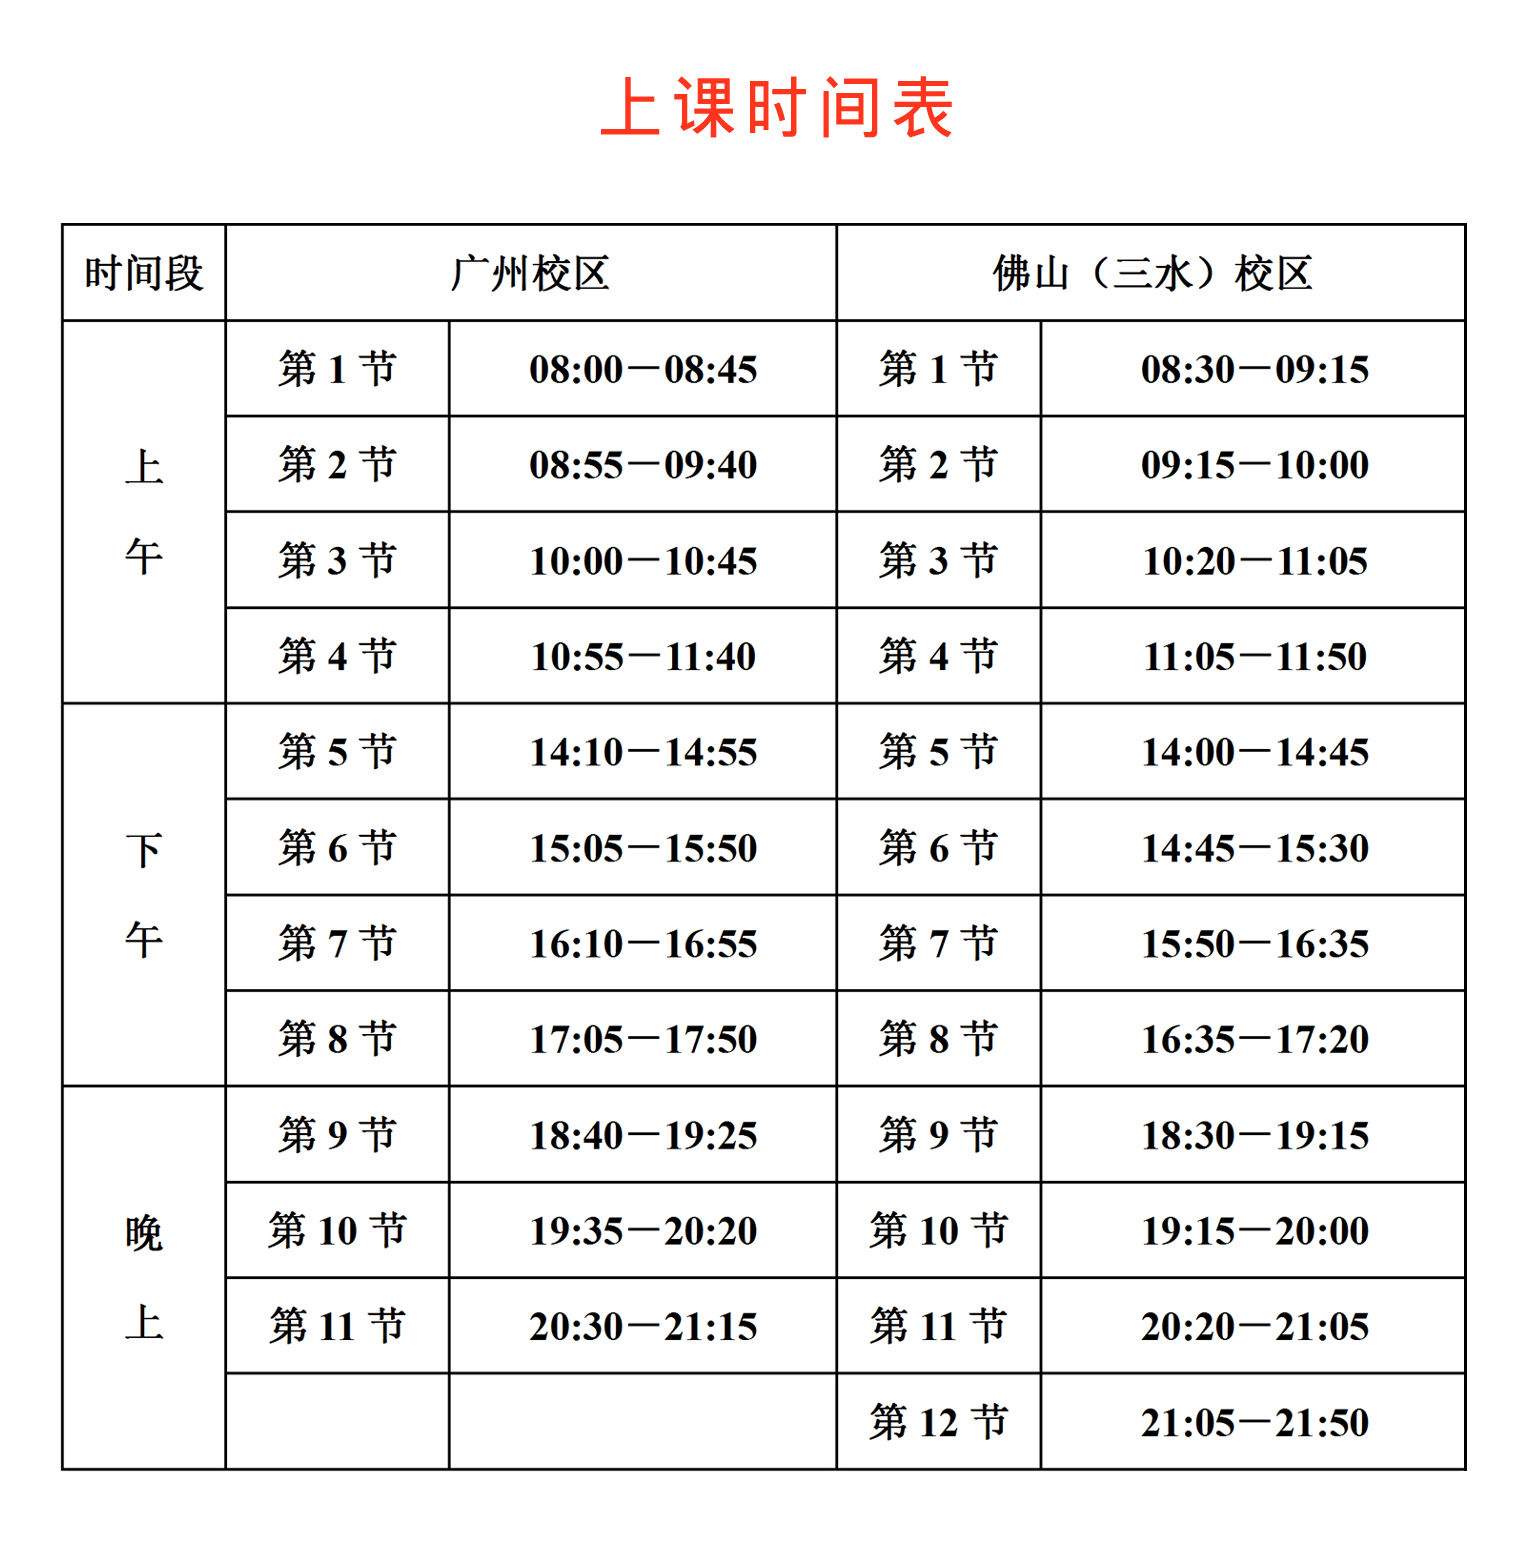 上课时间表
时间段 广州校区 佛山（三水）校区
上午 第 1 节 08:00－08:45 第 1 节 08:30－09:15
第 2 节 08:55－09:40 第 2 节 09:15－10:00
第 3 节 10:00－10:45 第 3 节 10:20－11:05
第 4 节 10:55－11:40 第 4 节 11:05－11:50
下午 第 5 节 14:10－14:55 第 5 节 14:00－14:45
第 6 节 15:05－15:50 第 6 节 14:45－15:30
第 7 节 16:10－16:55 第 7 节 15:50－16:35
第 8 节 17:05－17:50 第 8 节 16:35－17:20
晚上 第 9 节 18:40－19:25 第 9 节 18:30－19:15
第 10 节 19:35－20:20 第 10 节 19:15－20:00
第 11 节 20:30－21:15 第 11 节 20:20－21:05
第 12 节 21:05－21:50